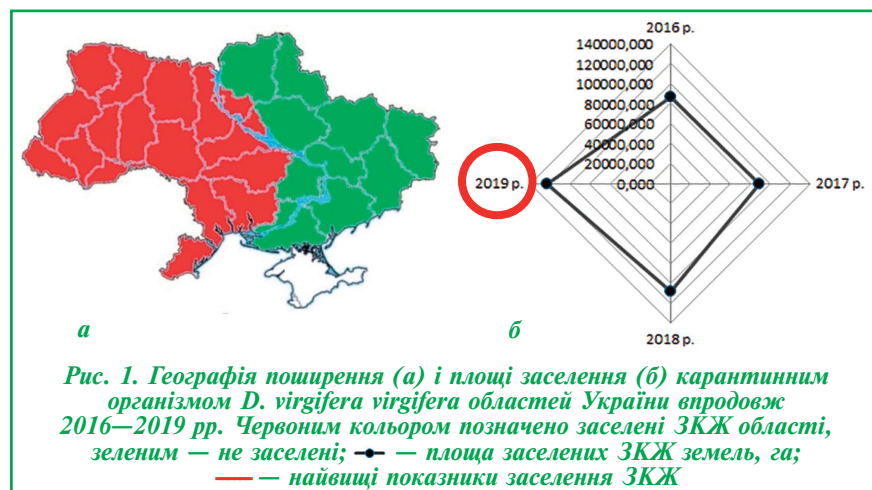 2016 р.
140000,000
120000,000
100000,000
80000,000
60000,000
40000,000
20000,000
0,000
2019 р.
2017 р.
2018 р.
а
б
Рис. 1. Географія поширення (а) і площі заселення (б) карантинним
організмом D. virgifera virgifera областей України впродовж
2016—2019 рр. Червоним кольором позначено заселені ЗКЖ області,
зеленим — не заселені; — площа заселених ЗКЖ земель, га;
— найвищі показники заселення ЗКЖ